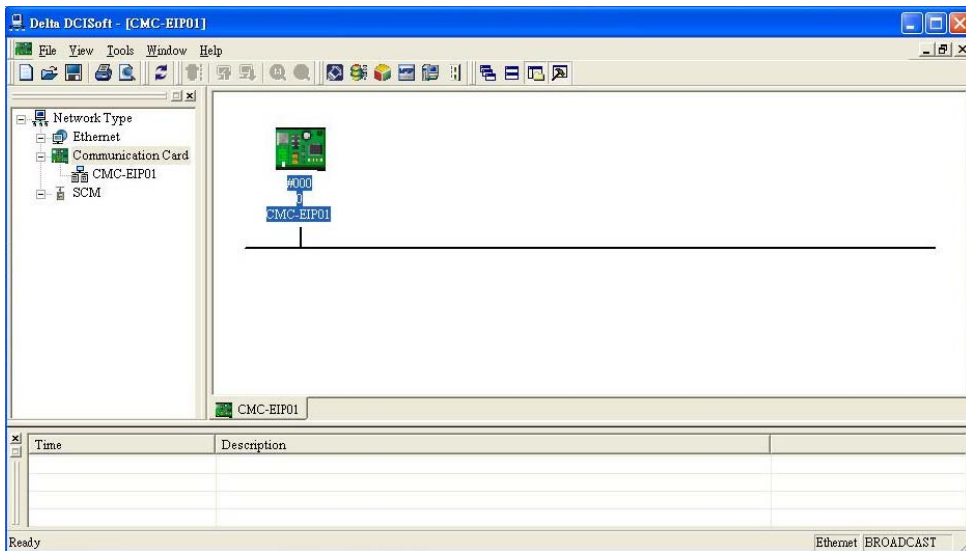 Delta DCISoft - [CMC-EIP01]
File View Tools Window Help
Network Type
Ethernet
Communication Card
CMC-EIP01
SCM
#000
0
CMC-EIP01
CMC-EIP01
Time Description
Ready Ethernet BROADCAST